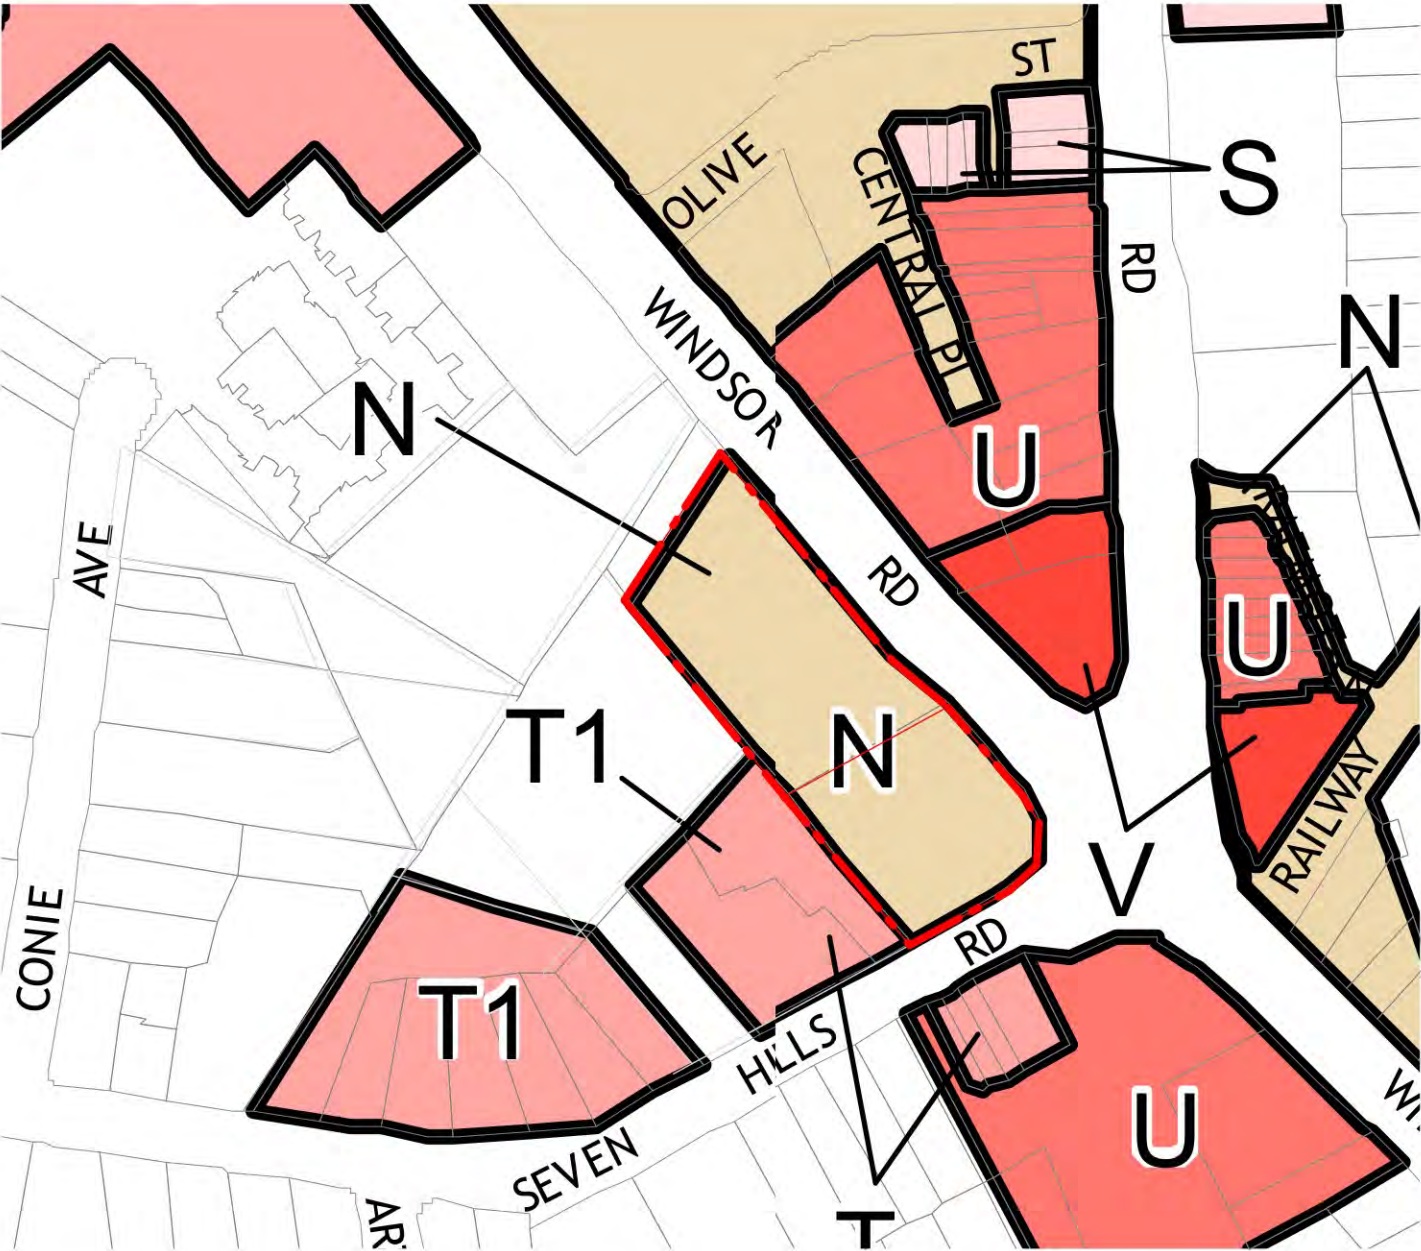 ST
OLIVE
CENTRAL PL
S
RD
WINDSOR
N
N
U
RD
AVE
U
T1
N
RAILWAY
V
CONIE
RD
T1
HILLS
U
SEVEN
T